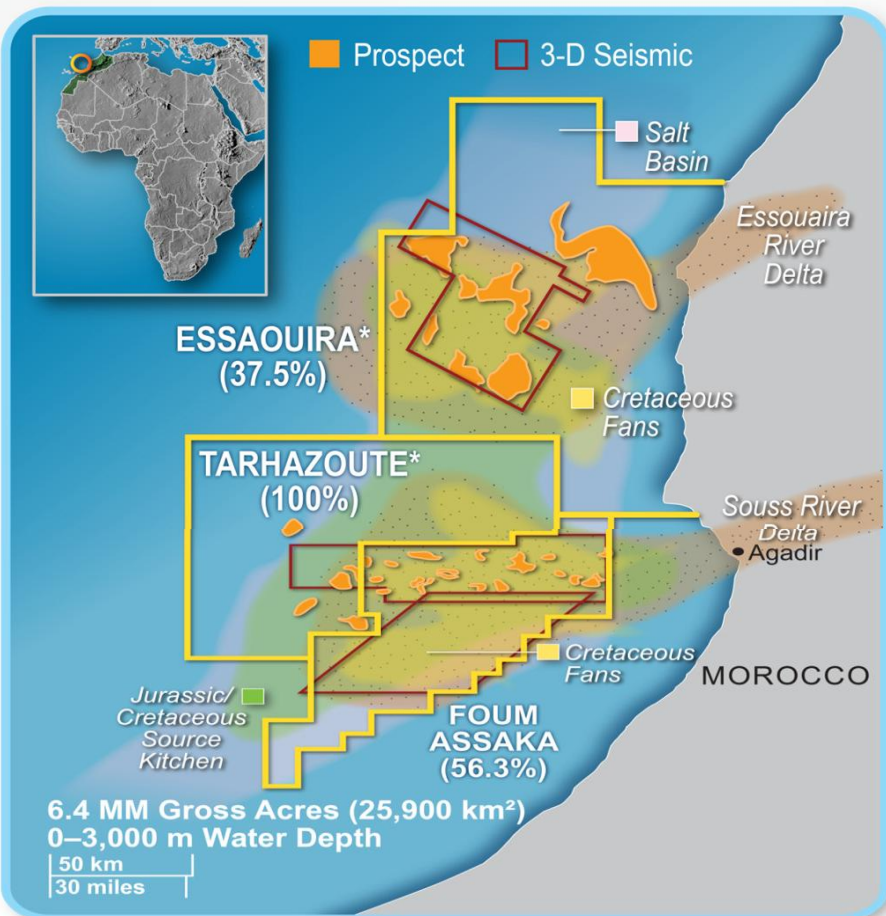 Prospect
3-D Seismic
Salt
Basin
Essouaira
River
Delta
ESSAOUIRA*
(37.5%)
Cretaceous
Fans
TARHAZOUTE*
(100%)
Souss River
Delta
Agadir
Cretaceous
Fans
MOROCCO
Jurassic/
Cretaceous
Source
Kitchen
FOUM
ASSAKA
(56.3%)
6.4 MM Gross Acres (25,900 km²)
0–3,000 m Water Depth
50 km
30 miles